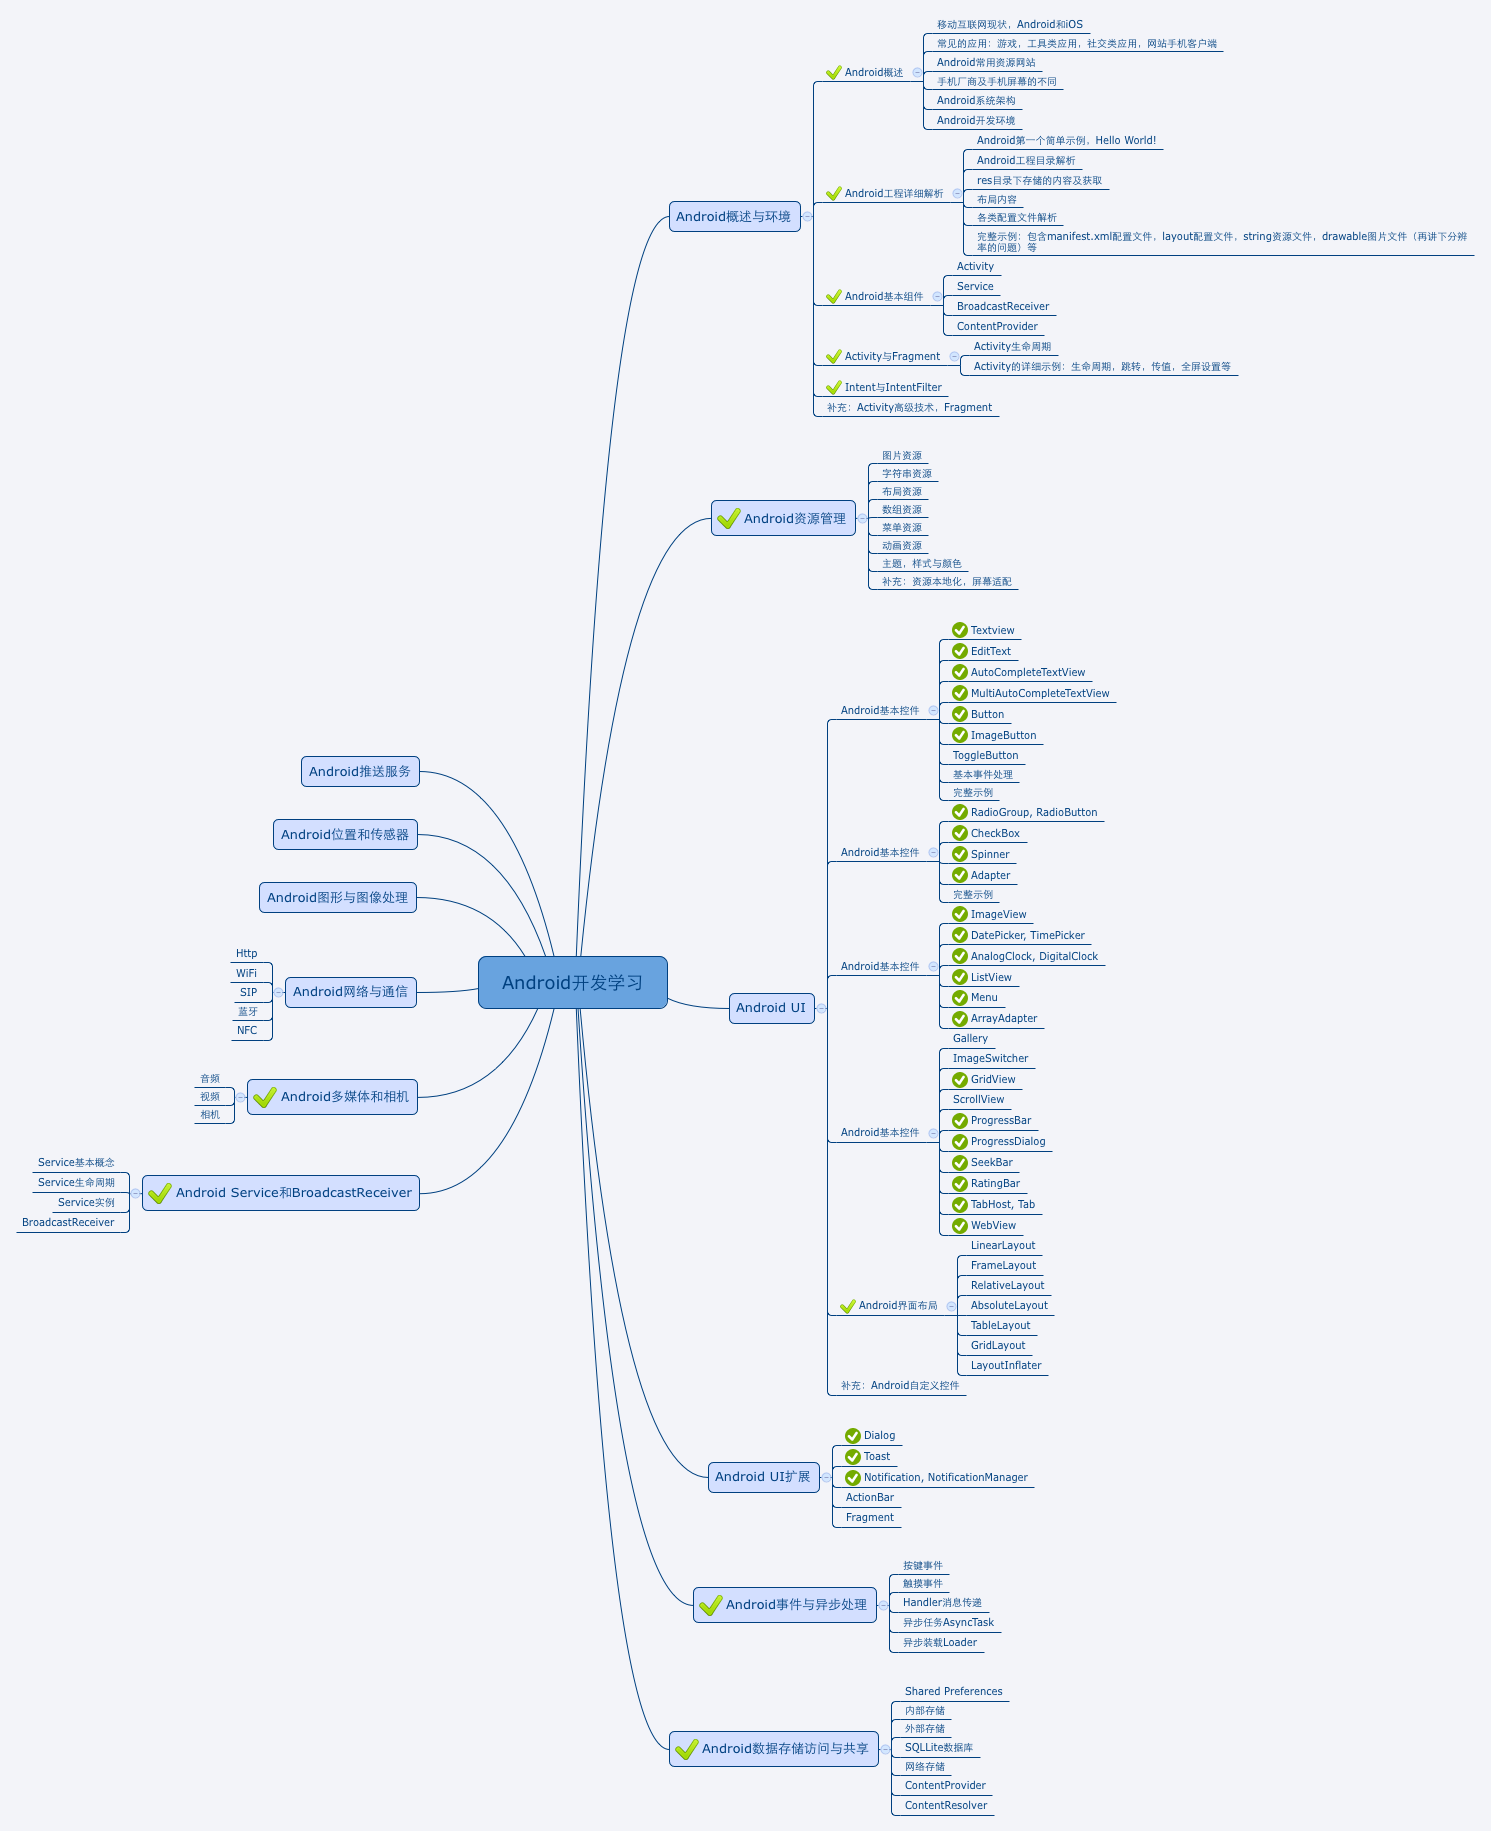 Android开发学习
Android概述与环境
Android概述
移动互联网现状，Android和iOS
常见的应用：游戏，工具类应用，社交类应用，网站手机客户端
Android常用资源网站
手机厂商及手机屏幕的不同
Android系统架构
Android开发环境
Android工程详细解析
Android第一个简单示例，Hello World!
Android工程目录解析
res目录下存储的内容及获取
布局内容
各类配置文件解析
完整示例：包含manifest.xml配置文件，layout配置文件，string资源文件，drawable图片文件（再讲下分辨
率的问题）等
Android基本组件
Activity
Service
BroadcastReceiver
ContentProvider
Activity与Fragment
Activity生命周期
Activity的详细示例：生命周期，跳转，传值，全屏设置等
Intent与IntentFilter
补充：Activity高级技术，Fragment
Android资源管理
图片资源
字符串资源
布局资源
数组资源
菜单资源
动画资源
主题，样式与颜色
补充：资源本地化，屏幕适配
Android UI
Android基本控件
Textview
EditText
AutoCompleteTextView
MultiAutoCompleteTextView
Button
ImageButton
ToggleButton
基本事件处理
完整示例
Android基本控件
RadioGroup, RadioButton
CheckBox
Spinner
Adapter
完整示例
Android基本控件
ImageView
DatePicker, TimePicker
AnalogClock, DigitalClock
ListView
Menu
ArrayAdapter
Android基本控件
Gallery
ImageSwitcher
GridView
ScrollView
ProgressBar
ProgressDialog
SeekBar
RatingBar
TabHost, Tab
WebView
Android界面布局
LinearLayout
FrameLayout
RelativeLayout
AbsoluteLayout
TableLayout
GridLayout
LayoutInflater
补充：Android自定义控件
Android UI扩展
Dialog
Toast
Notification, NotificationManager
ActionBar
Fragment
Android事件与异步处理
按键事件
触摸事件
Handler消息传递
异步任务AsyncTask
异步装载Loader
Android数据存储访问与共享
Shared Preferences
内部存储
外部存储
SQLLite数据库
网络存储
ContentProvider
ContentResolver
Android推送服务
Android位置和传感器
Android图形与图像处理
Android网络与通信
Http
WiFi
SIP
蓝牙
NFC
Android多媒体和相机
音频
视频
相机
Android Service和BroadcastReceiver
Service基本概念
Service生命周期
Service实例
BroadcastReceiver